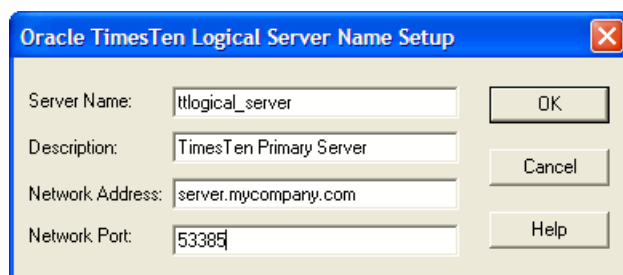 Oracle TimesTen Logical Server Name Setup
Server Name: ttlogical_server OK
Description: TimesTen Primary Server
Cancel
Network Address: server.mycompany.com
Network Port: 53385 Help